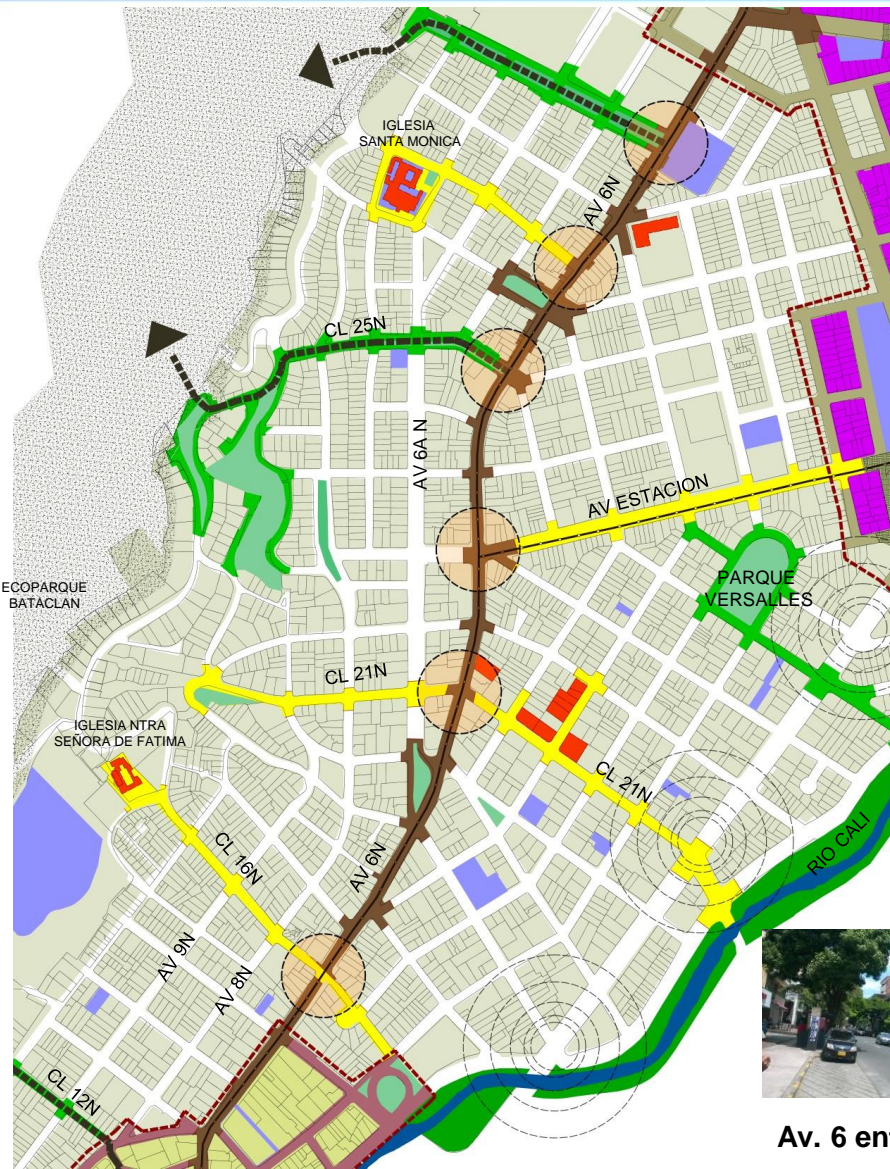 IGLESIA
SANTA MONICA
AV 6N
CL 25N
AV 6A N
AV ESTACION
PARQUE
VERSALLES
ECOPARQUE
BATACLAN
CL 21N
IGLESIA NTRA
SEÑORA DE FATIMA
CL 21N
CL 16N
AV 6N
RIO CALI
AV 9N
AV 8N
CL 12N
Av. 6 ent